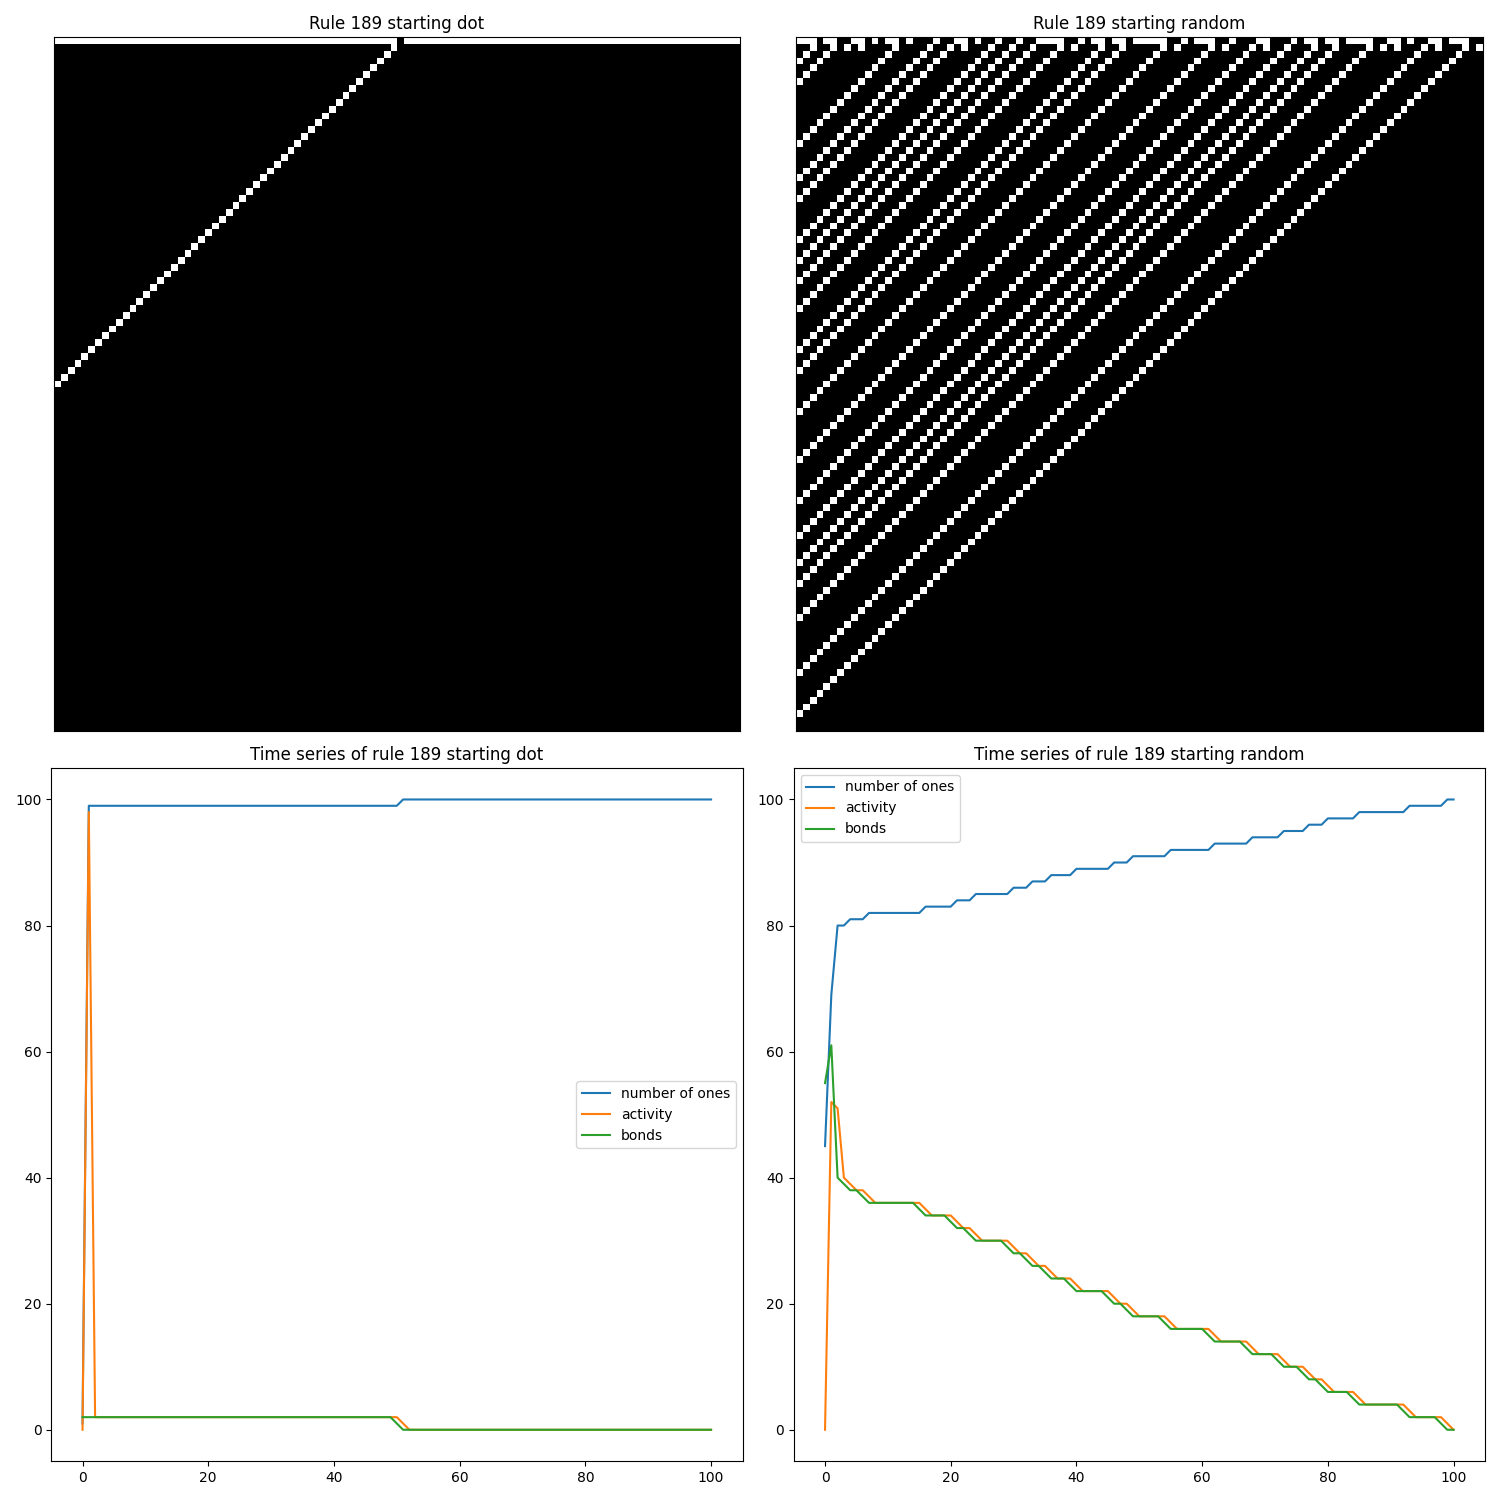 Rule 189 starting dot
Rule 189 starting random
Time series of rule 189 starting dot
100
80
60
40
20
0
0 20 40 60 80 100
number of ones
activity
bonds
Time series of rule 189 starting random
100
80
60
40
20
0
0 20 40 60 80 100
number of ones
activity
bonds